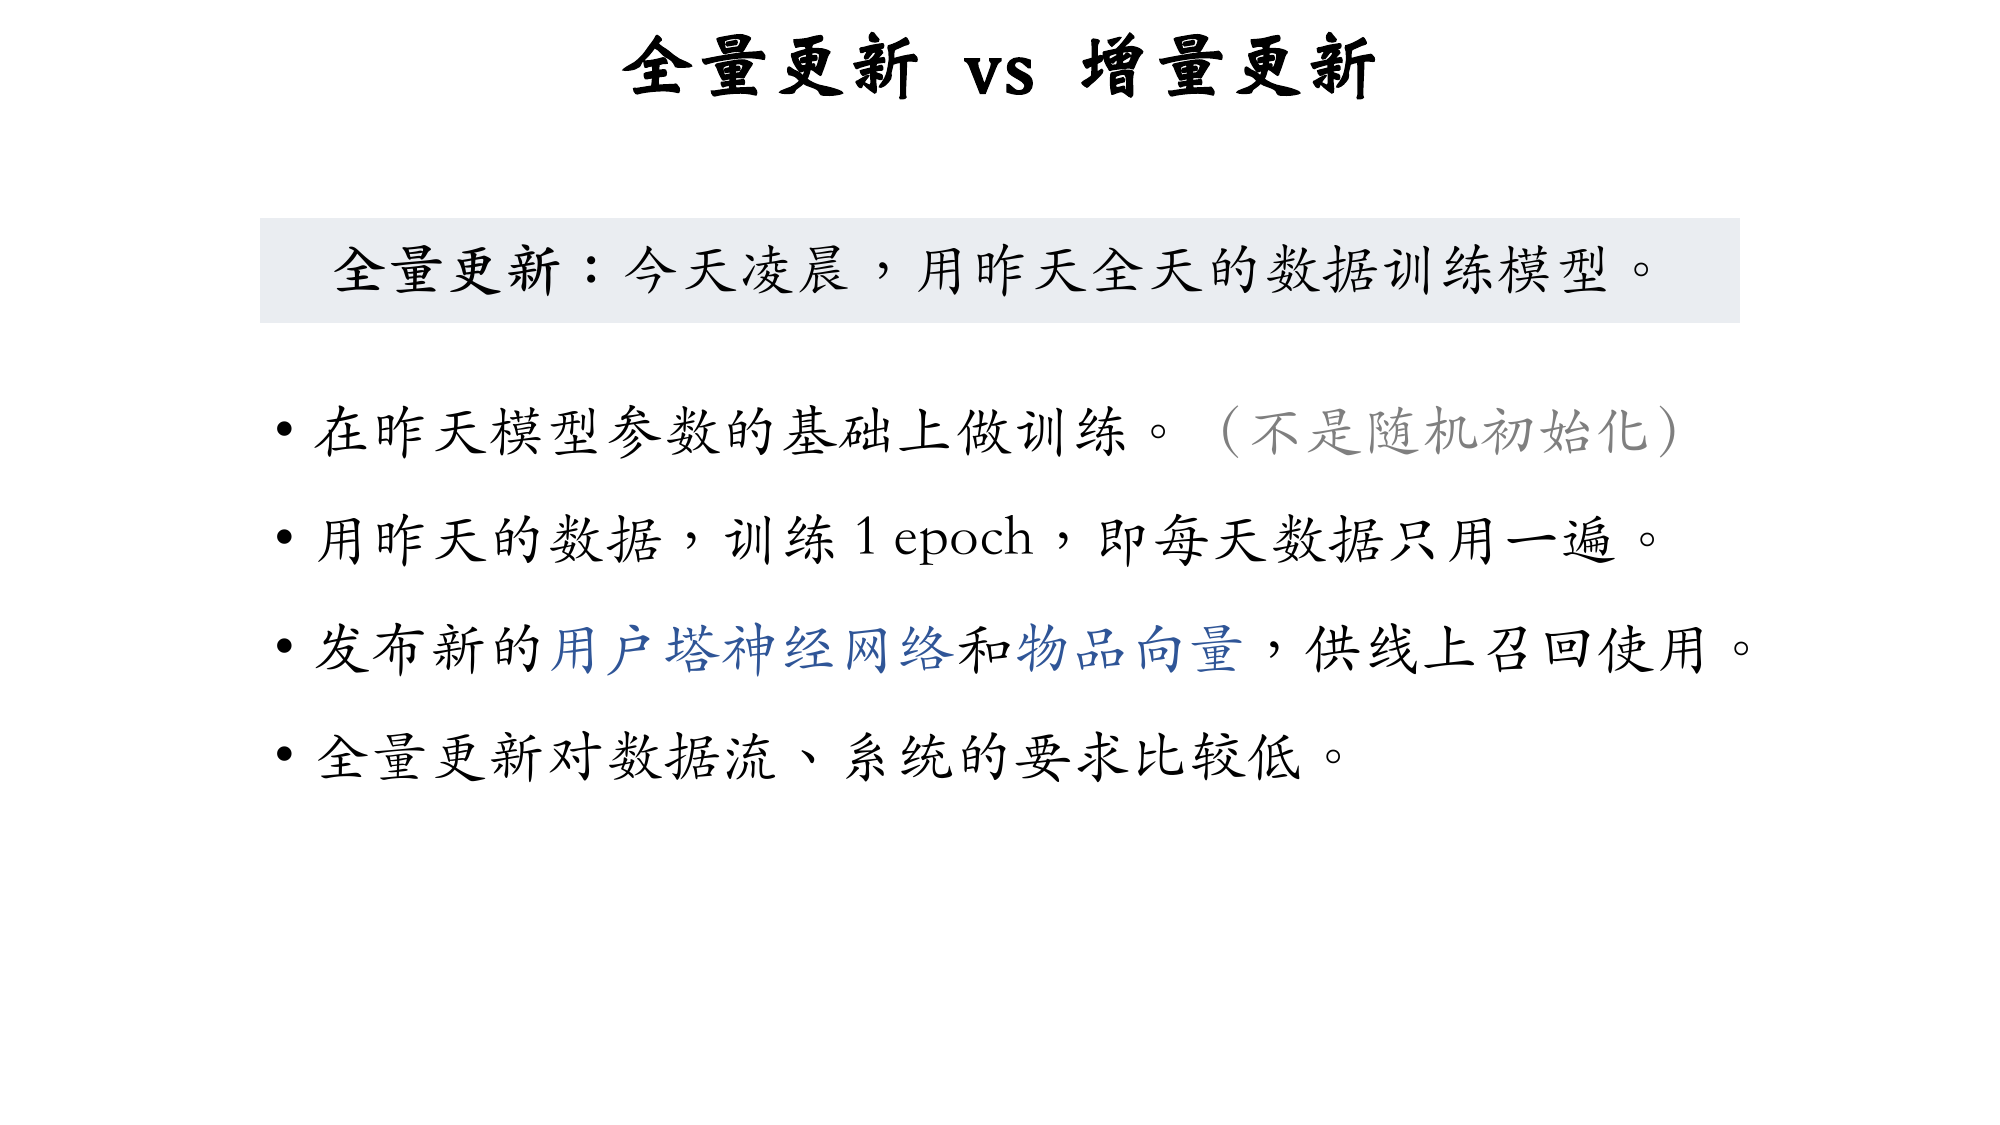 全量更新 vs 增量更新
全量更新：今天凌晨，用昨天全天的数据训练模型。
• 在昨天模型参数的基础上做训练。（不是随机初始化）
• 用昨天的数据，训练 1 epoch，即每天数据只用一遍。
• 发布新的用户塔神经网络和物品向量，供线上召回使用。
• 全量更新对数据流、系统的要求比较低。